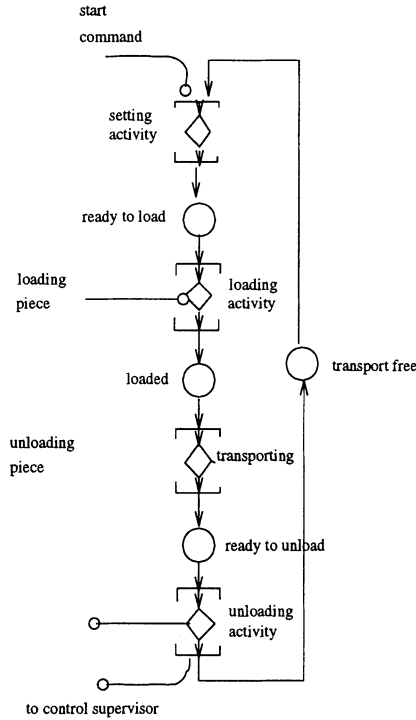 start
command
setting
activity
ready to load
loading
piece
loading
activity
loaded
transport free
unloading
piece
transporting
ready to unload
unloading
activity
to control supervisor